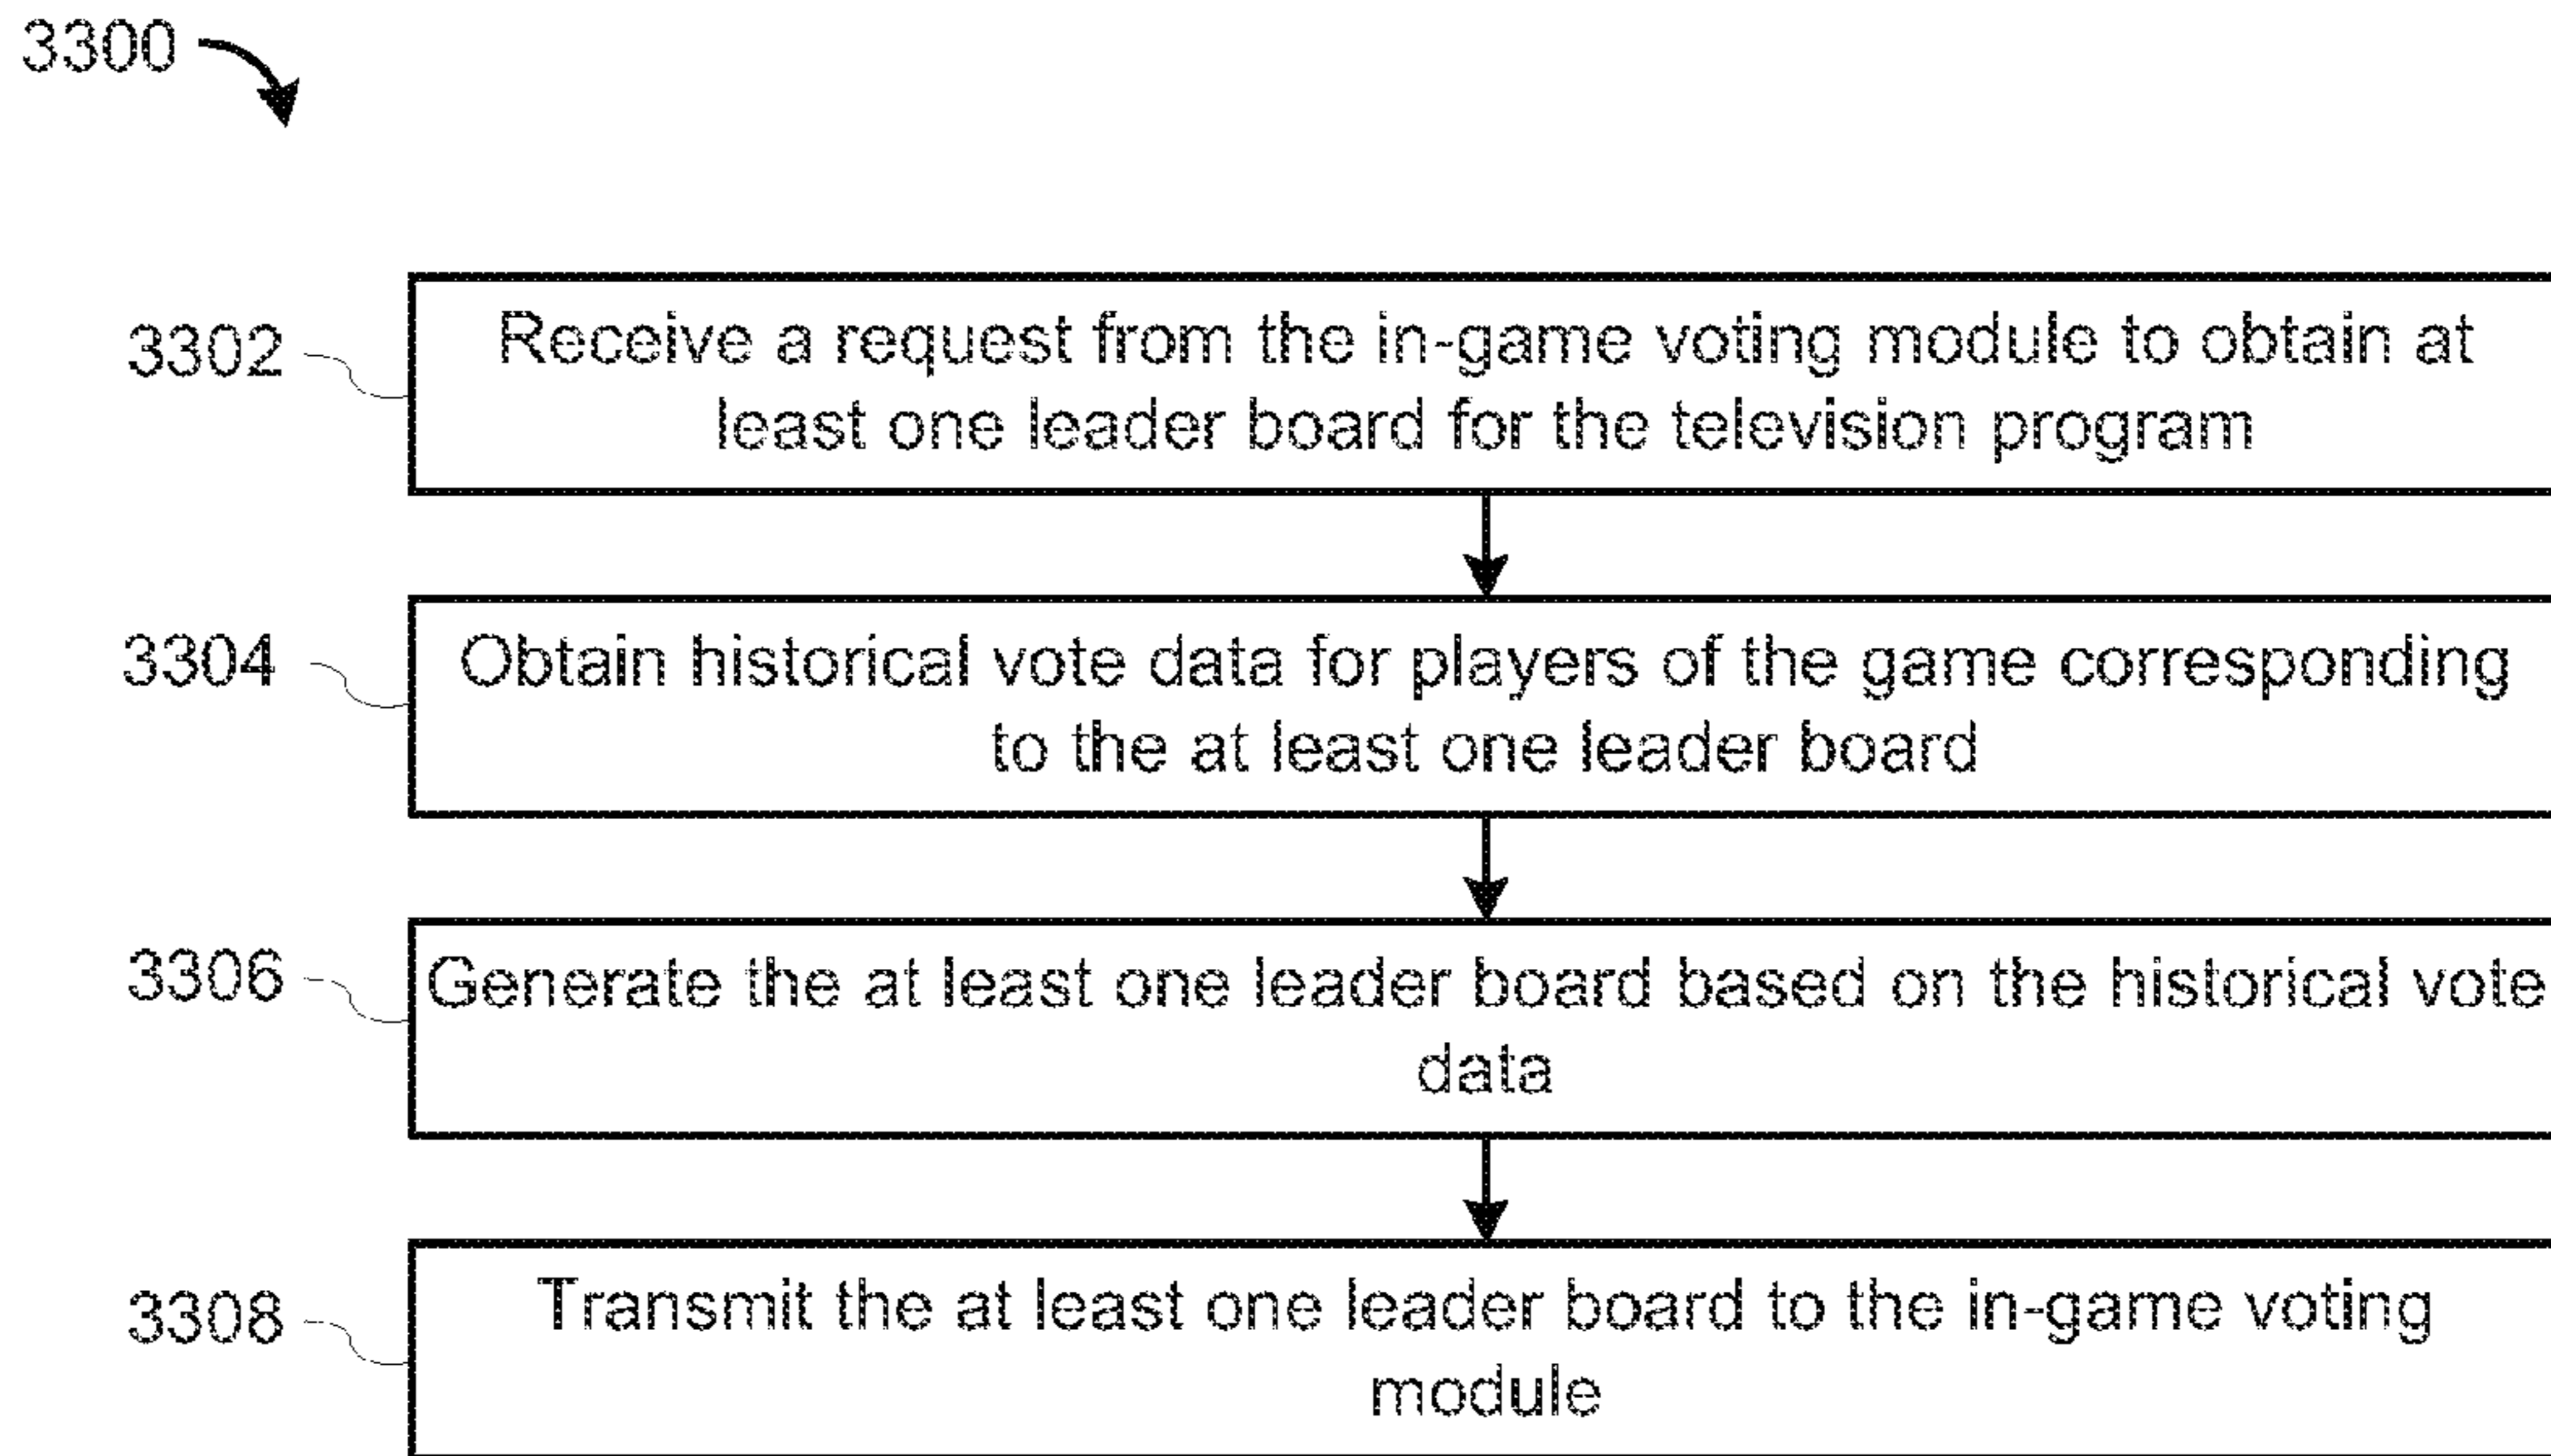 3300
3302
Receive a request from the in-game voting module to obtain at
least one leader board for the television program
3304
Obtain historical vote data for players of the game corresponding
to the at least one leader board
3306
Generate the at least one leader board based on the historical vote
data
3308
Transmit the at least one leader board to the in-game voting
module